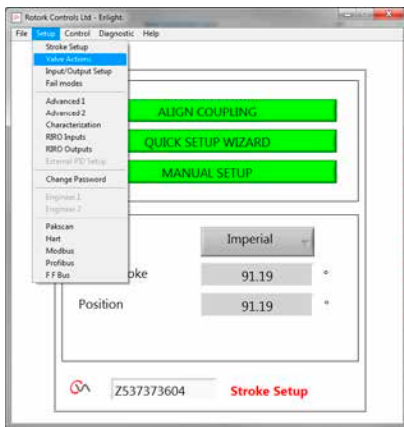 Rotork Controls Ltd - Enlight.
File Setup Control Diagnostic Help
Stroke Setup
Valve Actions
Input/Output Setup
Fail modes
Advanced 1
Advanced 2
Characterization
RIRO Inputs
RIRO Outputs
External PID Setup
Change Password
Engineer 1
Engineer 2
Pakscan
Hart
Modbus
Profibus
F F Bus
ALIGN COUPLING
QUICK SETUP WIZARD
MANUAL SETUP
Imperial
oke 91.19 °
Position 91.19 °
Z537373604 Stroke Setup